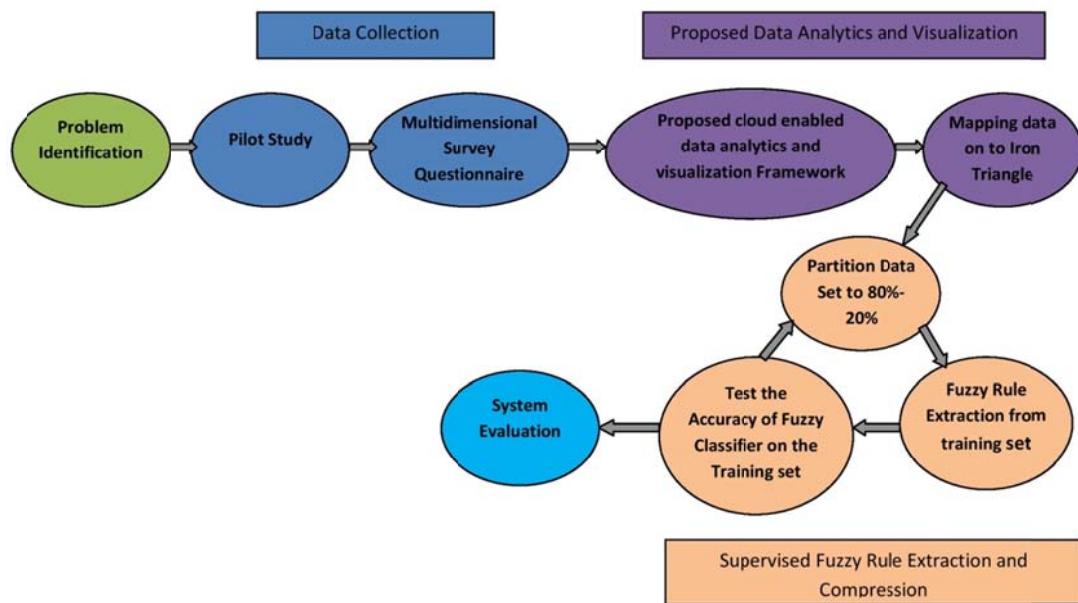 Data Collection
Proposed Data Analytics and Visualization
Problem
Identification
Pilot Study
Multidimensional
Survey
Questionnaire
Proposed cloud enabled
data analytics and
visualization Framework
Mapping data
on to Iron
Triangle
Partition Data
Set to 80%-
20%
Fuzzy Rule
Extraction from
training set
Test the
Accuracy of Fuzzy
Classifier on the
Training set
System
Evaluation
Supervised Fuzzy Rule Extraction and
Compression